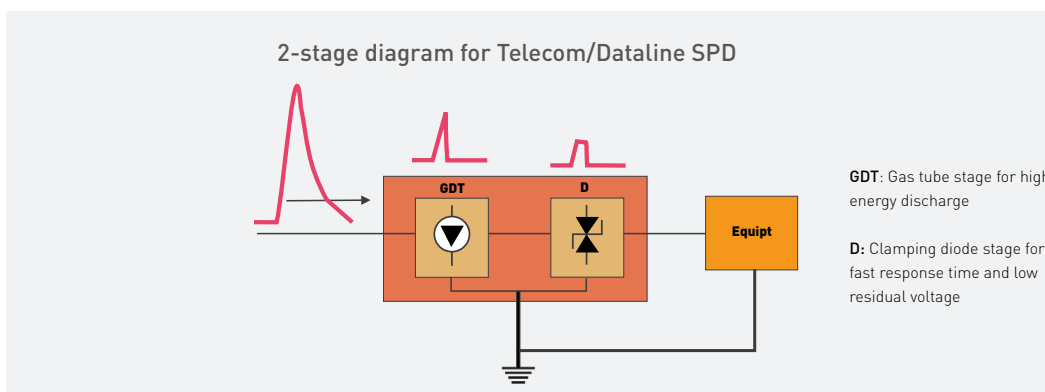 2-stage diagram for Telecom/Dataline SPD
GDT
D
Equipt
GDT: Gas tube stage for high
energy discharge
D: Clamping diode stage for
fast response time and low
residual voltage